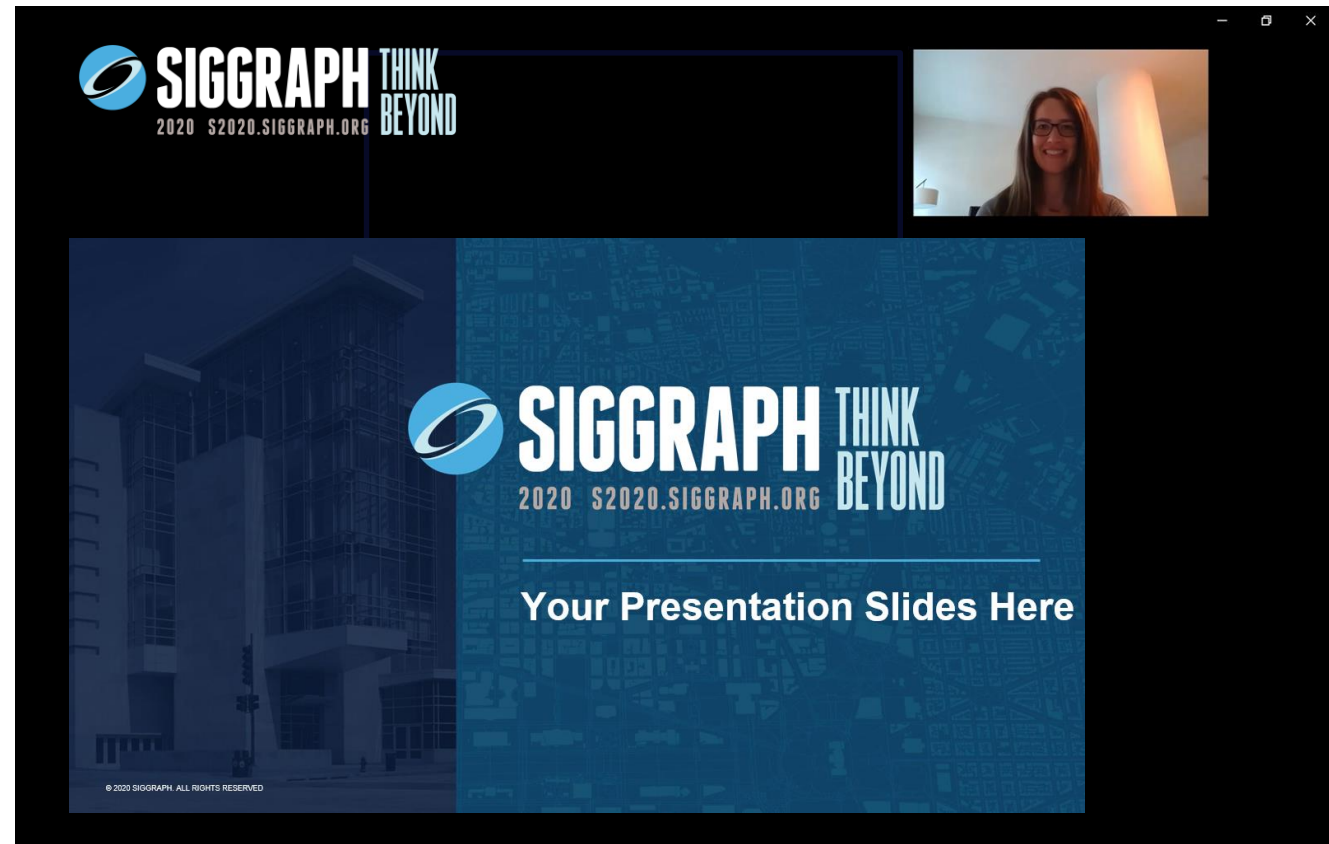 SIGGRAPH THINK
2020 S2020.SIGGRAPH.ORG BEYOND
SIGGRAPH THINK
2020 S2020.SIGGRAPH.ORG BEYOND
Your Presentation Slides Here
© 2020 SIGGRAPH. ALL RIGHTS RESERVED